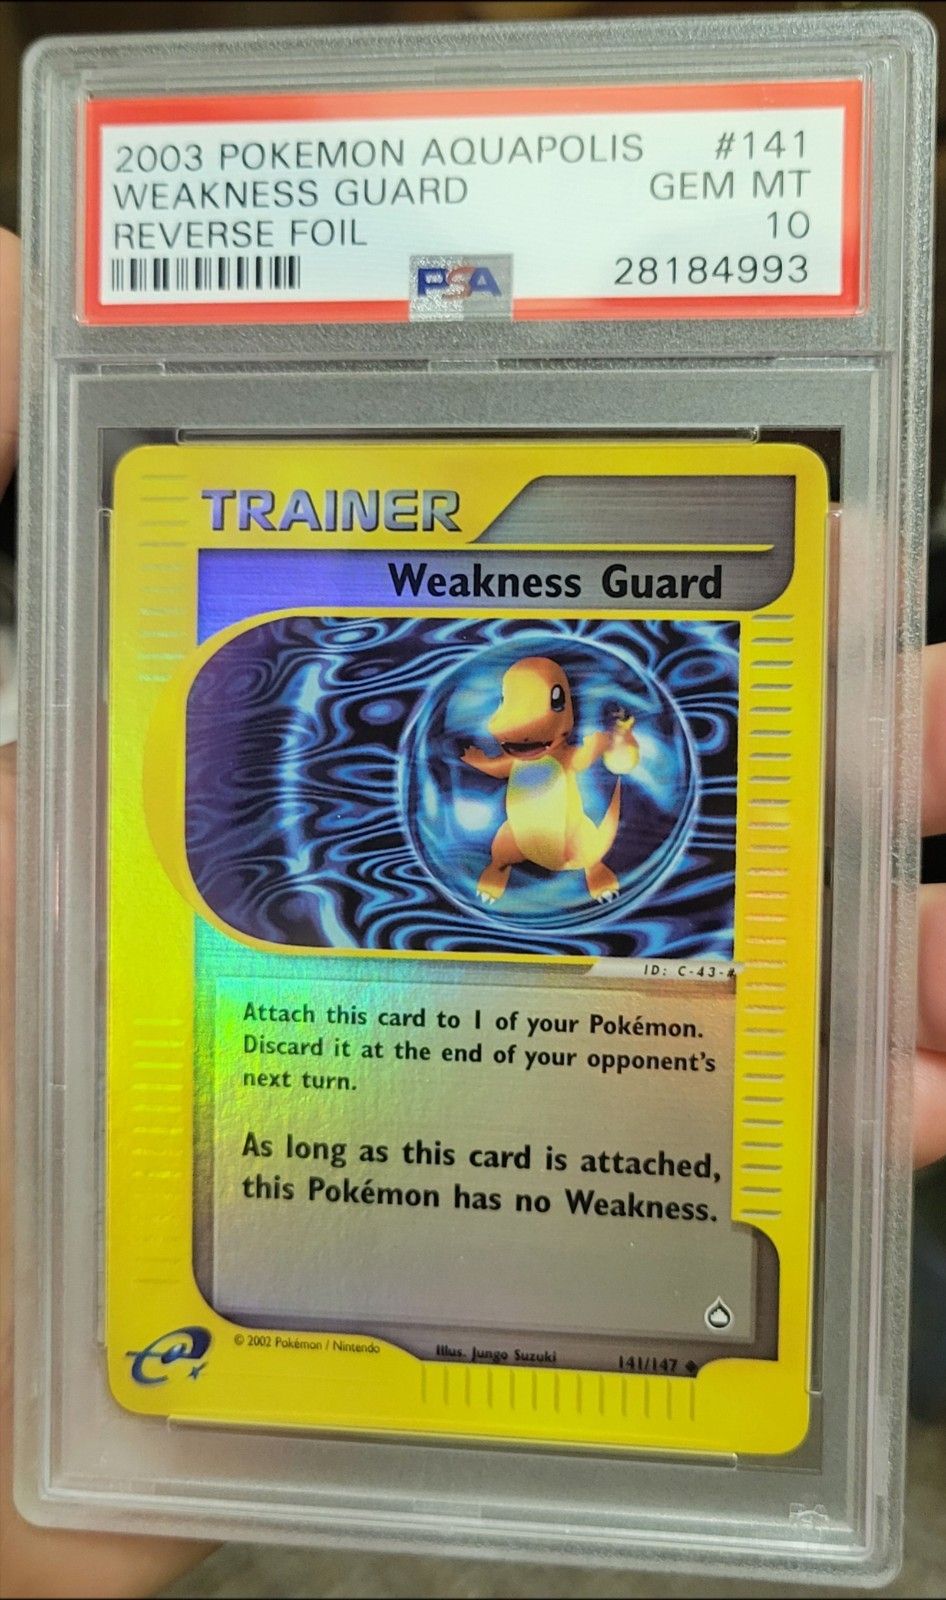 2003 POKEMON AQUAPOLIS #141
WEAKNESS GUARD GEM MT
REVERSE FOIL 10
PSA 28184993
TRAINER
Weakness Guard
ID: C-43-#
Attach this card to 1 of your Pokémon.
Discard it at the end of your opponent's
next turn.
As long as this card is attached,
this Pokémon has no Weakness.
e
© 2002 Pokémon / Nintendo
Illus. Jungo Suzuki
141/147
PSA